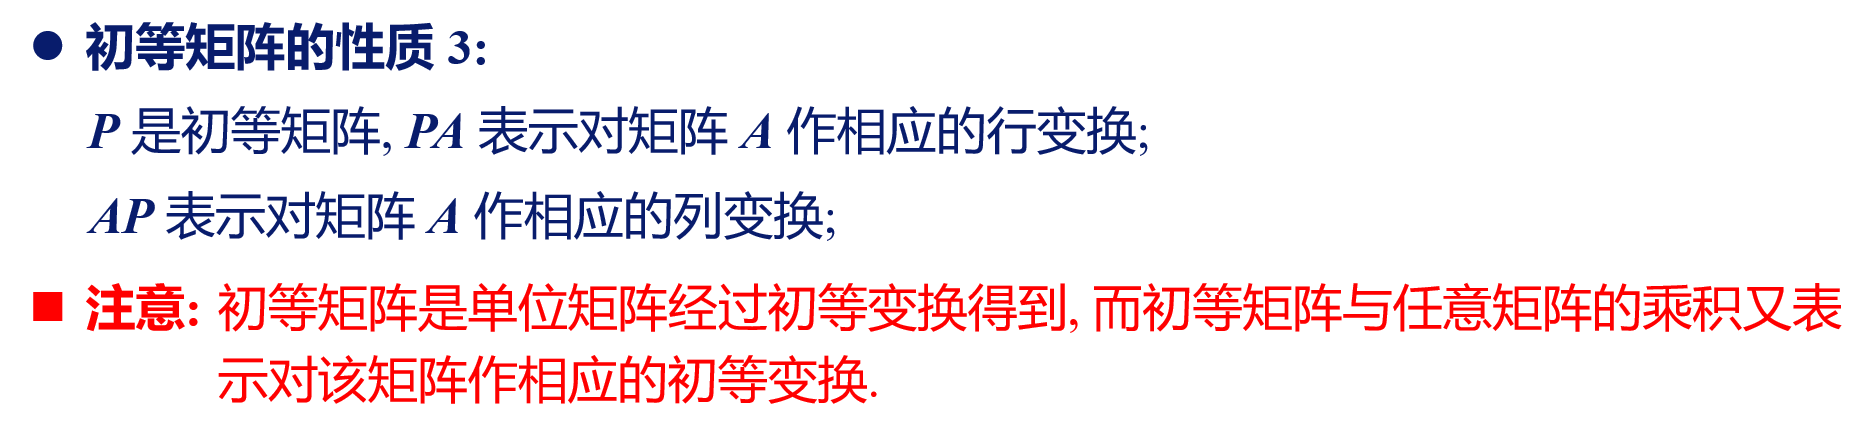 ● 初等矩阵的性质 3:
P 是初等矩阵, PA 表示对矩阵 A 作相应的行变换;
AP 表示对矩阵 A 作相应的列变换;
■ 注意: 初等矩阵是单位矩阵经过初等变换得到, 而初等矩阵与任意矩阵的乘积又表
示对该矩阵作相应的初等变换.